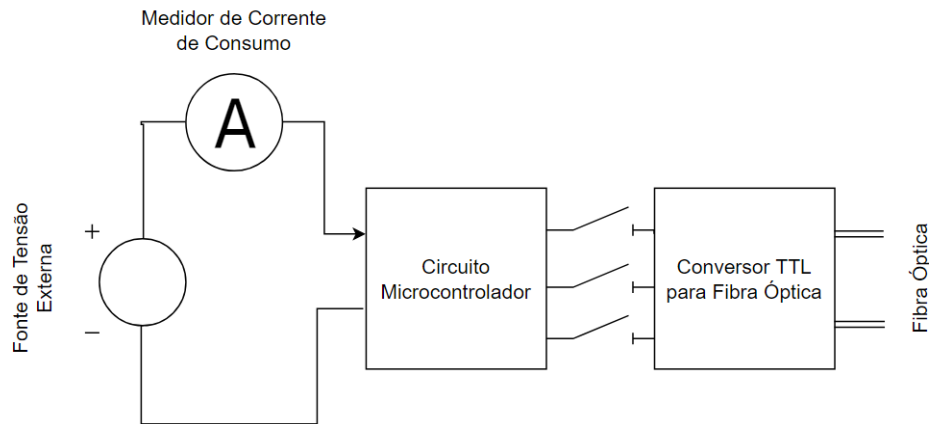 Medidor de Corrente
de Consumo
A
+
Fonte de Tensão
Externa
−
Circuito
Microcontrolador
Conversor TTL
para Fibra Óptica
Fibra Óptica